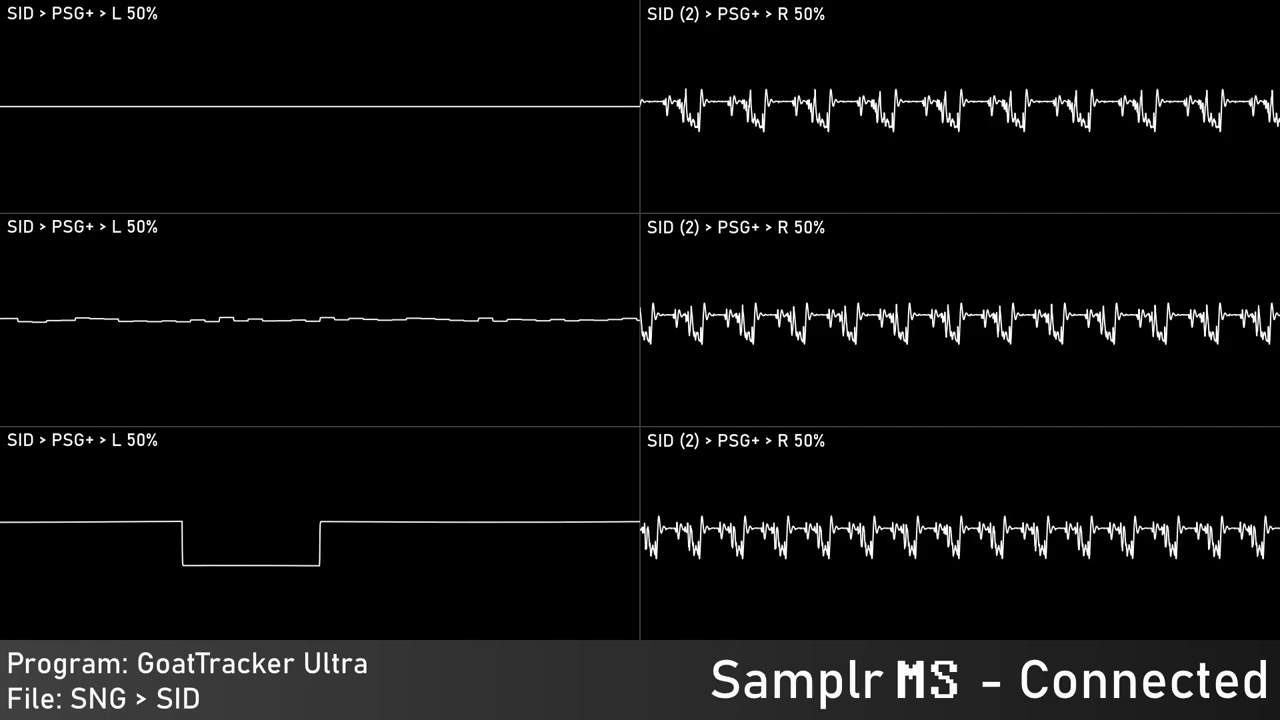 SID > PSG+ > L 50%
SID (2) > PSG+ > R 50%
SID > PSG+ > L 50%
SID (2) > PSG+ > R 50%
SID > PSG+ > L 50%
SID (2) > PSG+ > R 50%
Program: GoatTracker Ultra
File: SNG > SID
Samplr MS - Connected